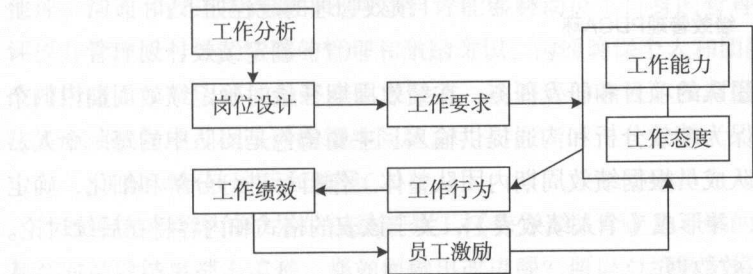 工作分析
岗位设计
工作要求
工作能力
工作态度
工作绩效
工作行为
员工激励